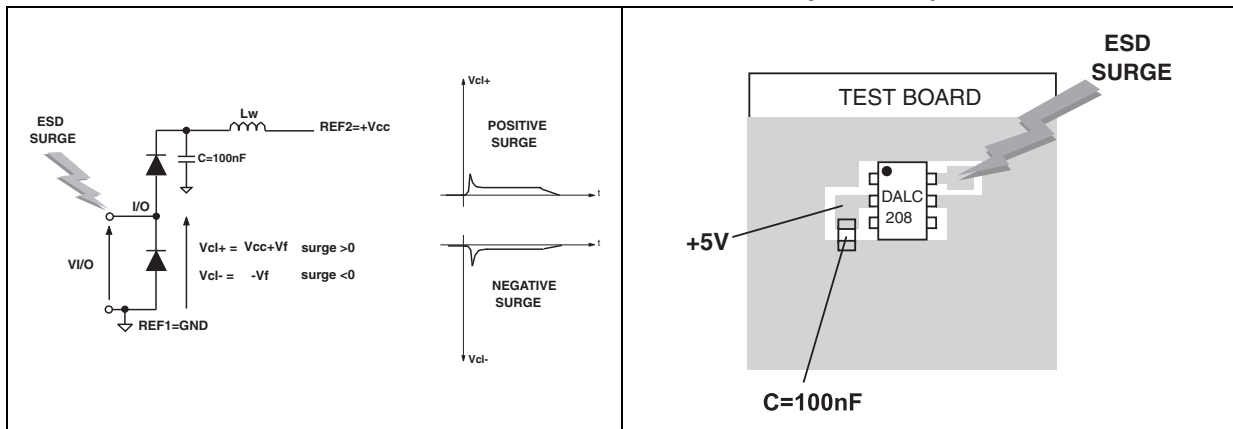 ESD
SURGE
Lw
REF2=+Vcc
C=100nF
I/O
VI/O
Vcl+ = Vcc+Vf surge >0
Vcl- = -Vf surge <0
REF1=GND
Vcl+
POSITIVE
SURGE
t
t
NEGATIVE
SURGE
Vcl-
ESD
SURGE
TEST BOARD
DALC
208
+5V
C=100nF